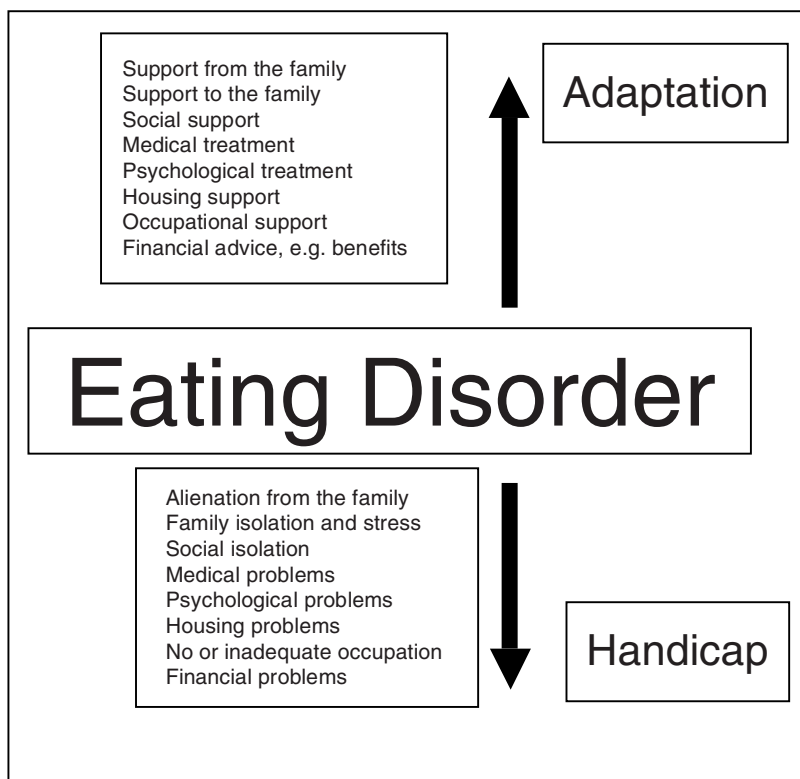 Support from the family
Support to the family
Social support
Medical treatment
Psychological treatment
Housing support
Occupational support
Financial advice, e.g. benefits
Adaptation
Eating Disorder
Alienation from the family
Family isolation and stress
Social isolation
Medical problems
Psychological problems
Housing problems
No or inadequate occupation
Financial problems
Handicap